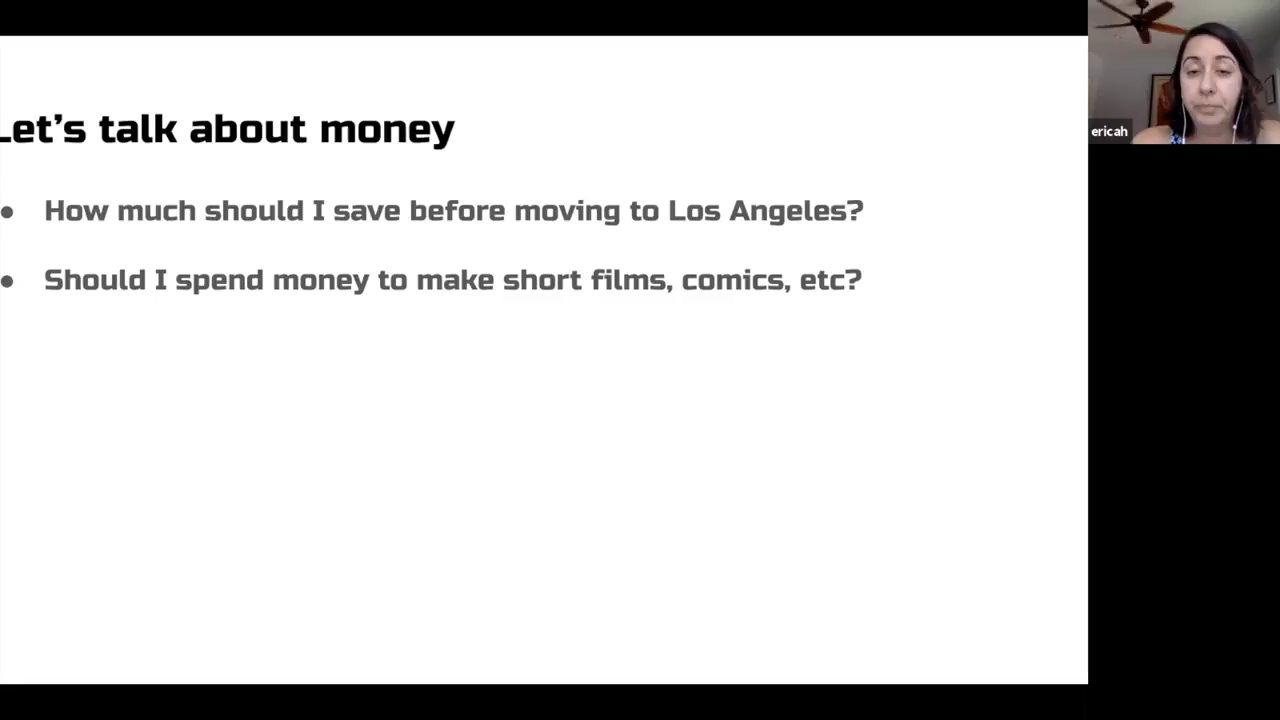 Let's talk about money
● How much should I save before moving to Los Angeles?
● Should I spend money to make short films, comics, etc?
ericah